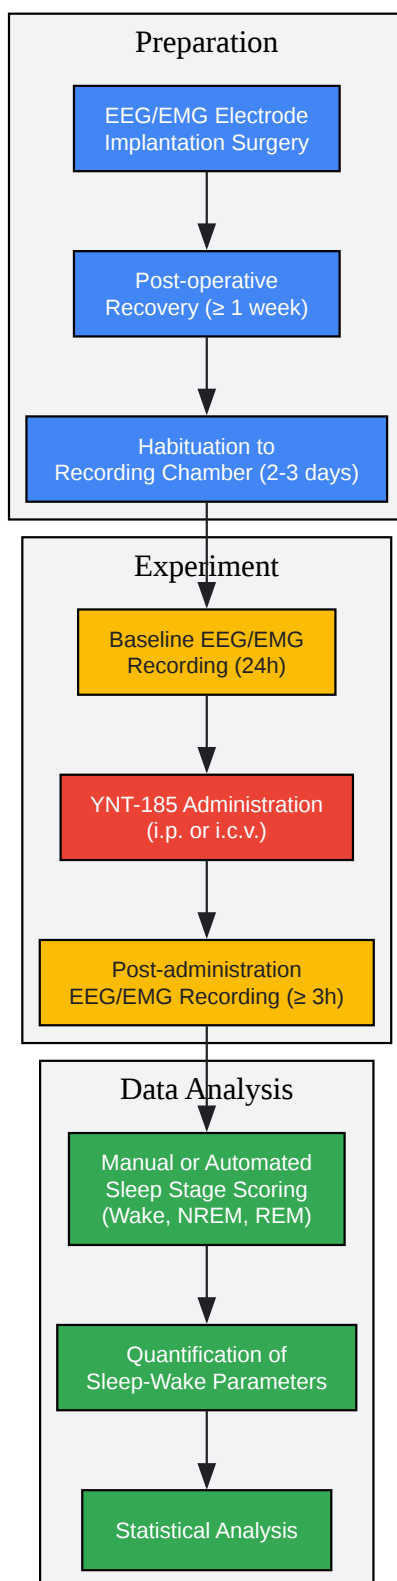 Preparation
EEG/EMG Electrode
Implantation Surgery
Post-operative
Recovery (≥ 1 week)
Habituation to
Recording Chamber (2-3 days)
Experiment
Baseline EEG/EMG
Recording (24h)
YNT-185 Administration
(i.p. or i.c.v.)
Post-administration
EEG/EMG Recording (≥ 3h)
Data Analysis
Manual or Automated
Sleep Stage Scoring
(Wake, NREM, REM)
Quantification of
Sleep-Wake Parameters
Statistical Analysis